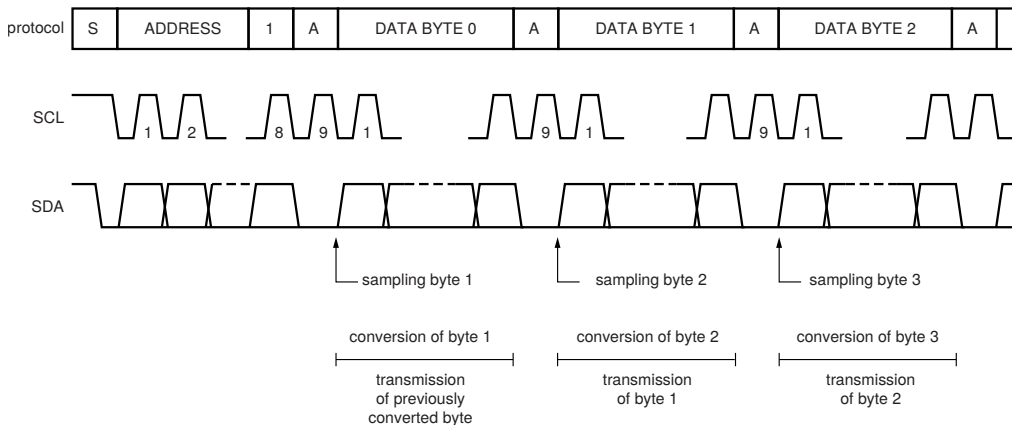 protocol S ADDRESS 1 A DATA BYTE 0 A DATA BYTE 1 A DATA BYTE 2 A
SCL 1 2 8 9 1 9 1 9 1
SDA
sampling byte 1 sampling byte 2 sampling byte 3
conversion of byte 1 conversion of byte 2 conversion of byte 3
transmission transmission transmission
of previously of byte 1 of byte 2
converted byte